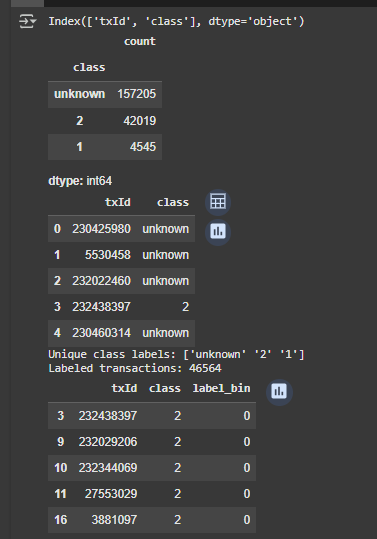 Index(['txId', 'class'], dtype='object')
count
class
unknown 157205
2 42019
1 4545
dtype: int64
txId class
0 230425980 unknown
1 5530458 unknown
2 232022460 unknown
3 232438397 2
4 230460314 unknown
Unique class labels: ['unknown' '2' '1']
Labeled transactions: 46564
txId class label_bin
3 232438397 2 0
9 232029206 2 0
10 232344069 2 0
11 27553029 2 0
16 3881097 2 0